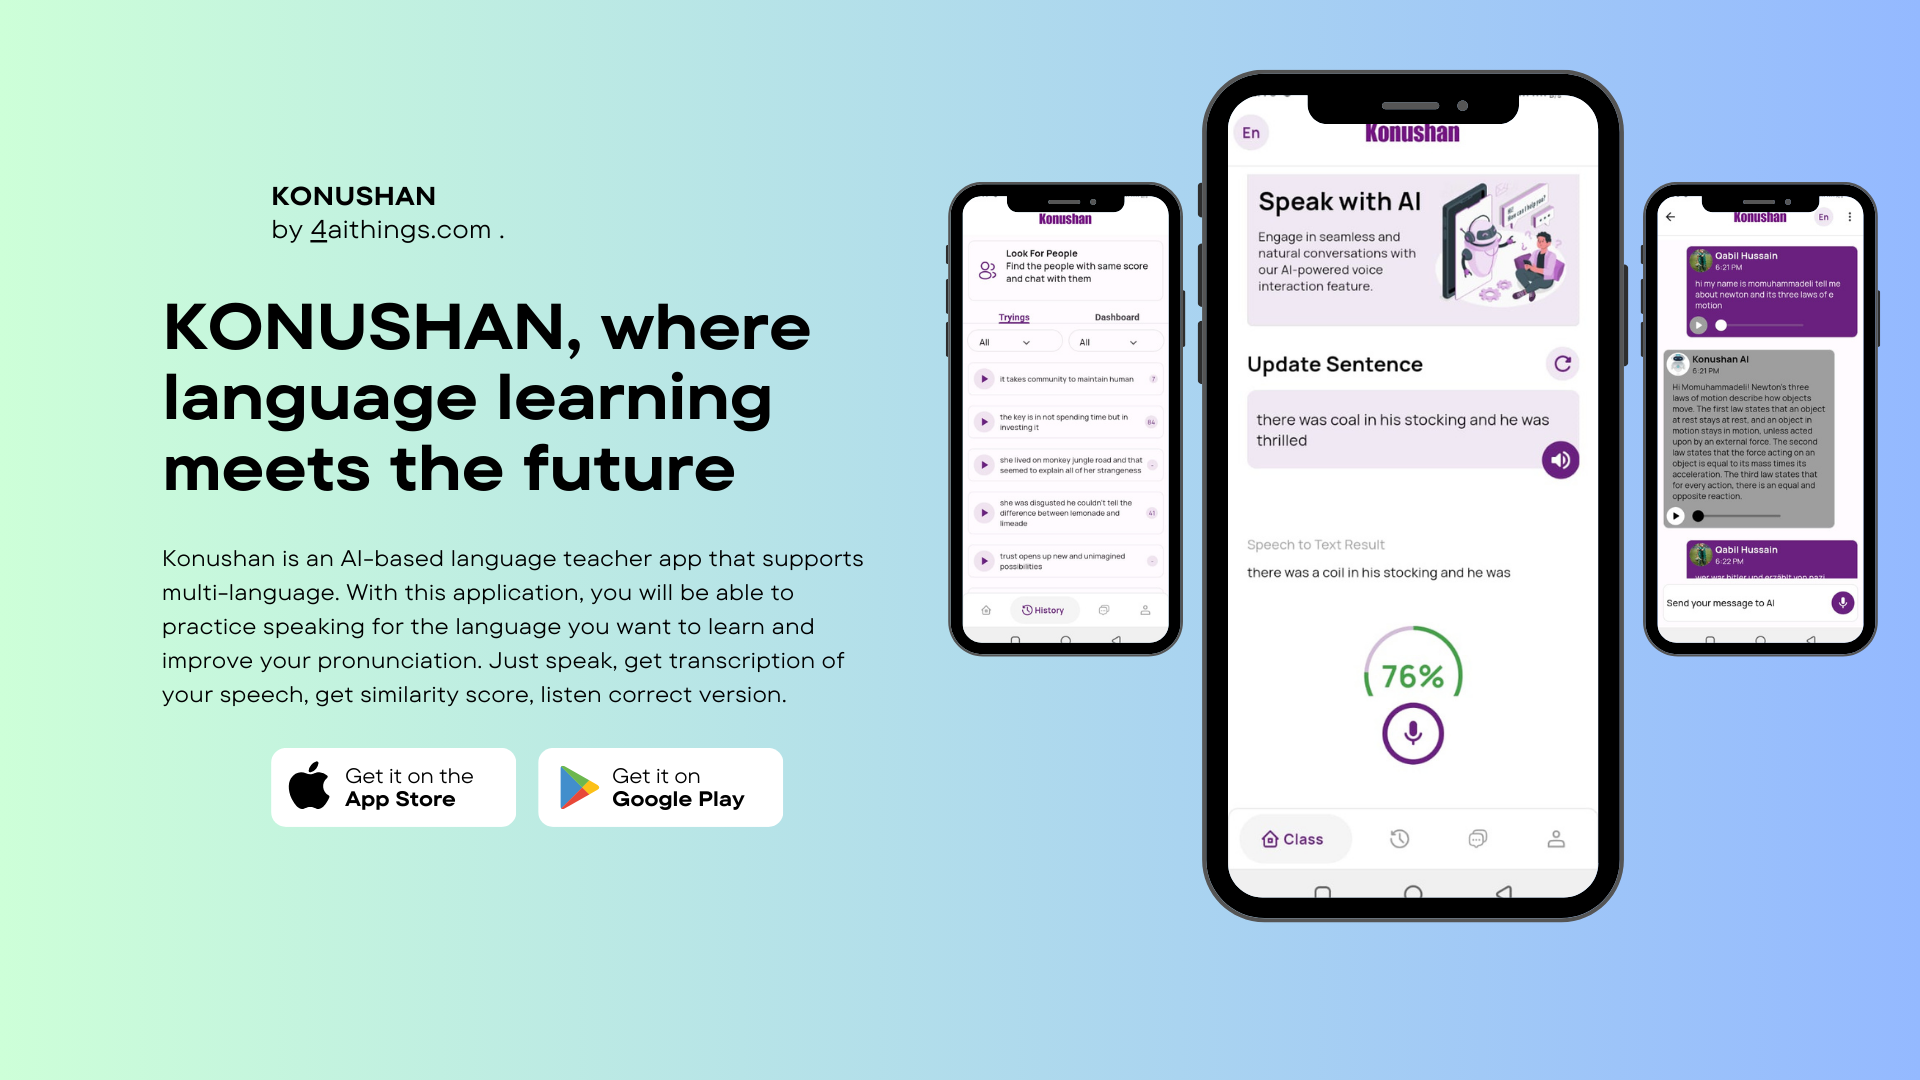 KONUSHAN
by 4aithings.com .
KONUSHAN, where
language learning
meets the future
Konushan is an AI-based language teacher app that supports
multi-language. With this application, you will be able to
practice speaking for the language you want to learn and
improve your pronunciation. Just speak, get transcription of
your speech, get similarity score, listen correct version.
Get it on the
App Store
Get it on
Google Play
Konushan
Look For People
Find the people with same score
and chat with them
Tryings
Dashboard
All
All
it takes community to maintain human
7
the key is in not spending time but in
investing it
64
she lived on monkey jungle road and that
seemed to explain all of her strangeness
-
she was disgusted he couldn't tell the
difference between lemonade and
limeade
41
trust opens up new and unimagined
possibilities
-
History
En
Konushan
Speak with AI
Engage in seamless and
natural conversations with
our AI-powered voice
interaction feature.
Hi!
How can I help you?
Update Sentence
there was coal in his stocking and he was
thrilled
Speech to Text Result
there was a coil in his stocking and he was
76%
Class
Konushan
En
Qabil Hussain
6:21 PM
hi my name is momuhammadeli tell me
about newton and its three laws of e
motion
Konushan AI
6:21 PM
Hi Momuhammadeli! Newton's three
laws of motion describe how objects
move. The first law states that an object
at rest stays at rest, and an object in
motion stays in motion, unless acted
upon by an external force. The second
law states that the force acting on an
object is equal to its mass times its
acceleration. The third law states that
for every action, there is an equal and
opposite reaction.
Qabil Hussain
6:22 PM
wer war hitler und erzählt von nazi
Send your message to AI